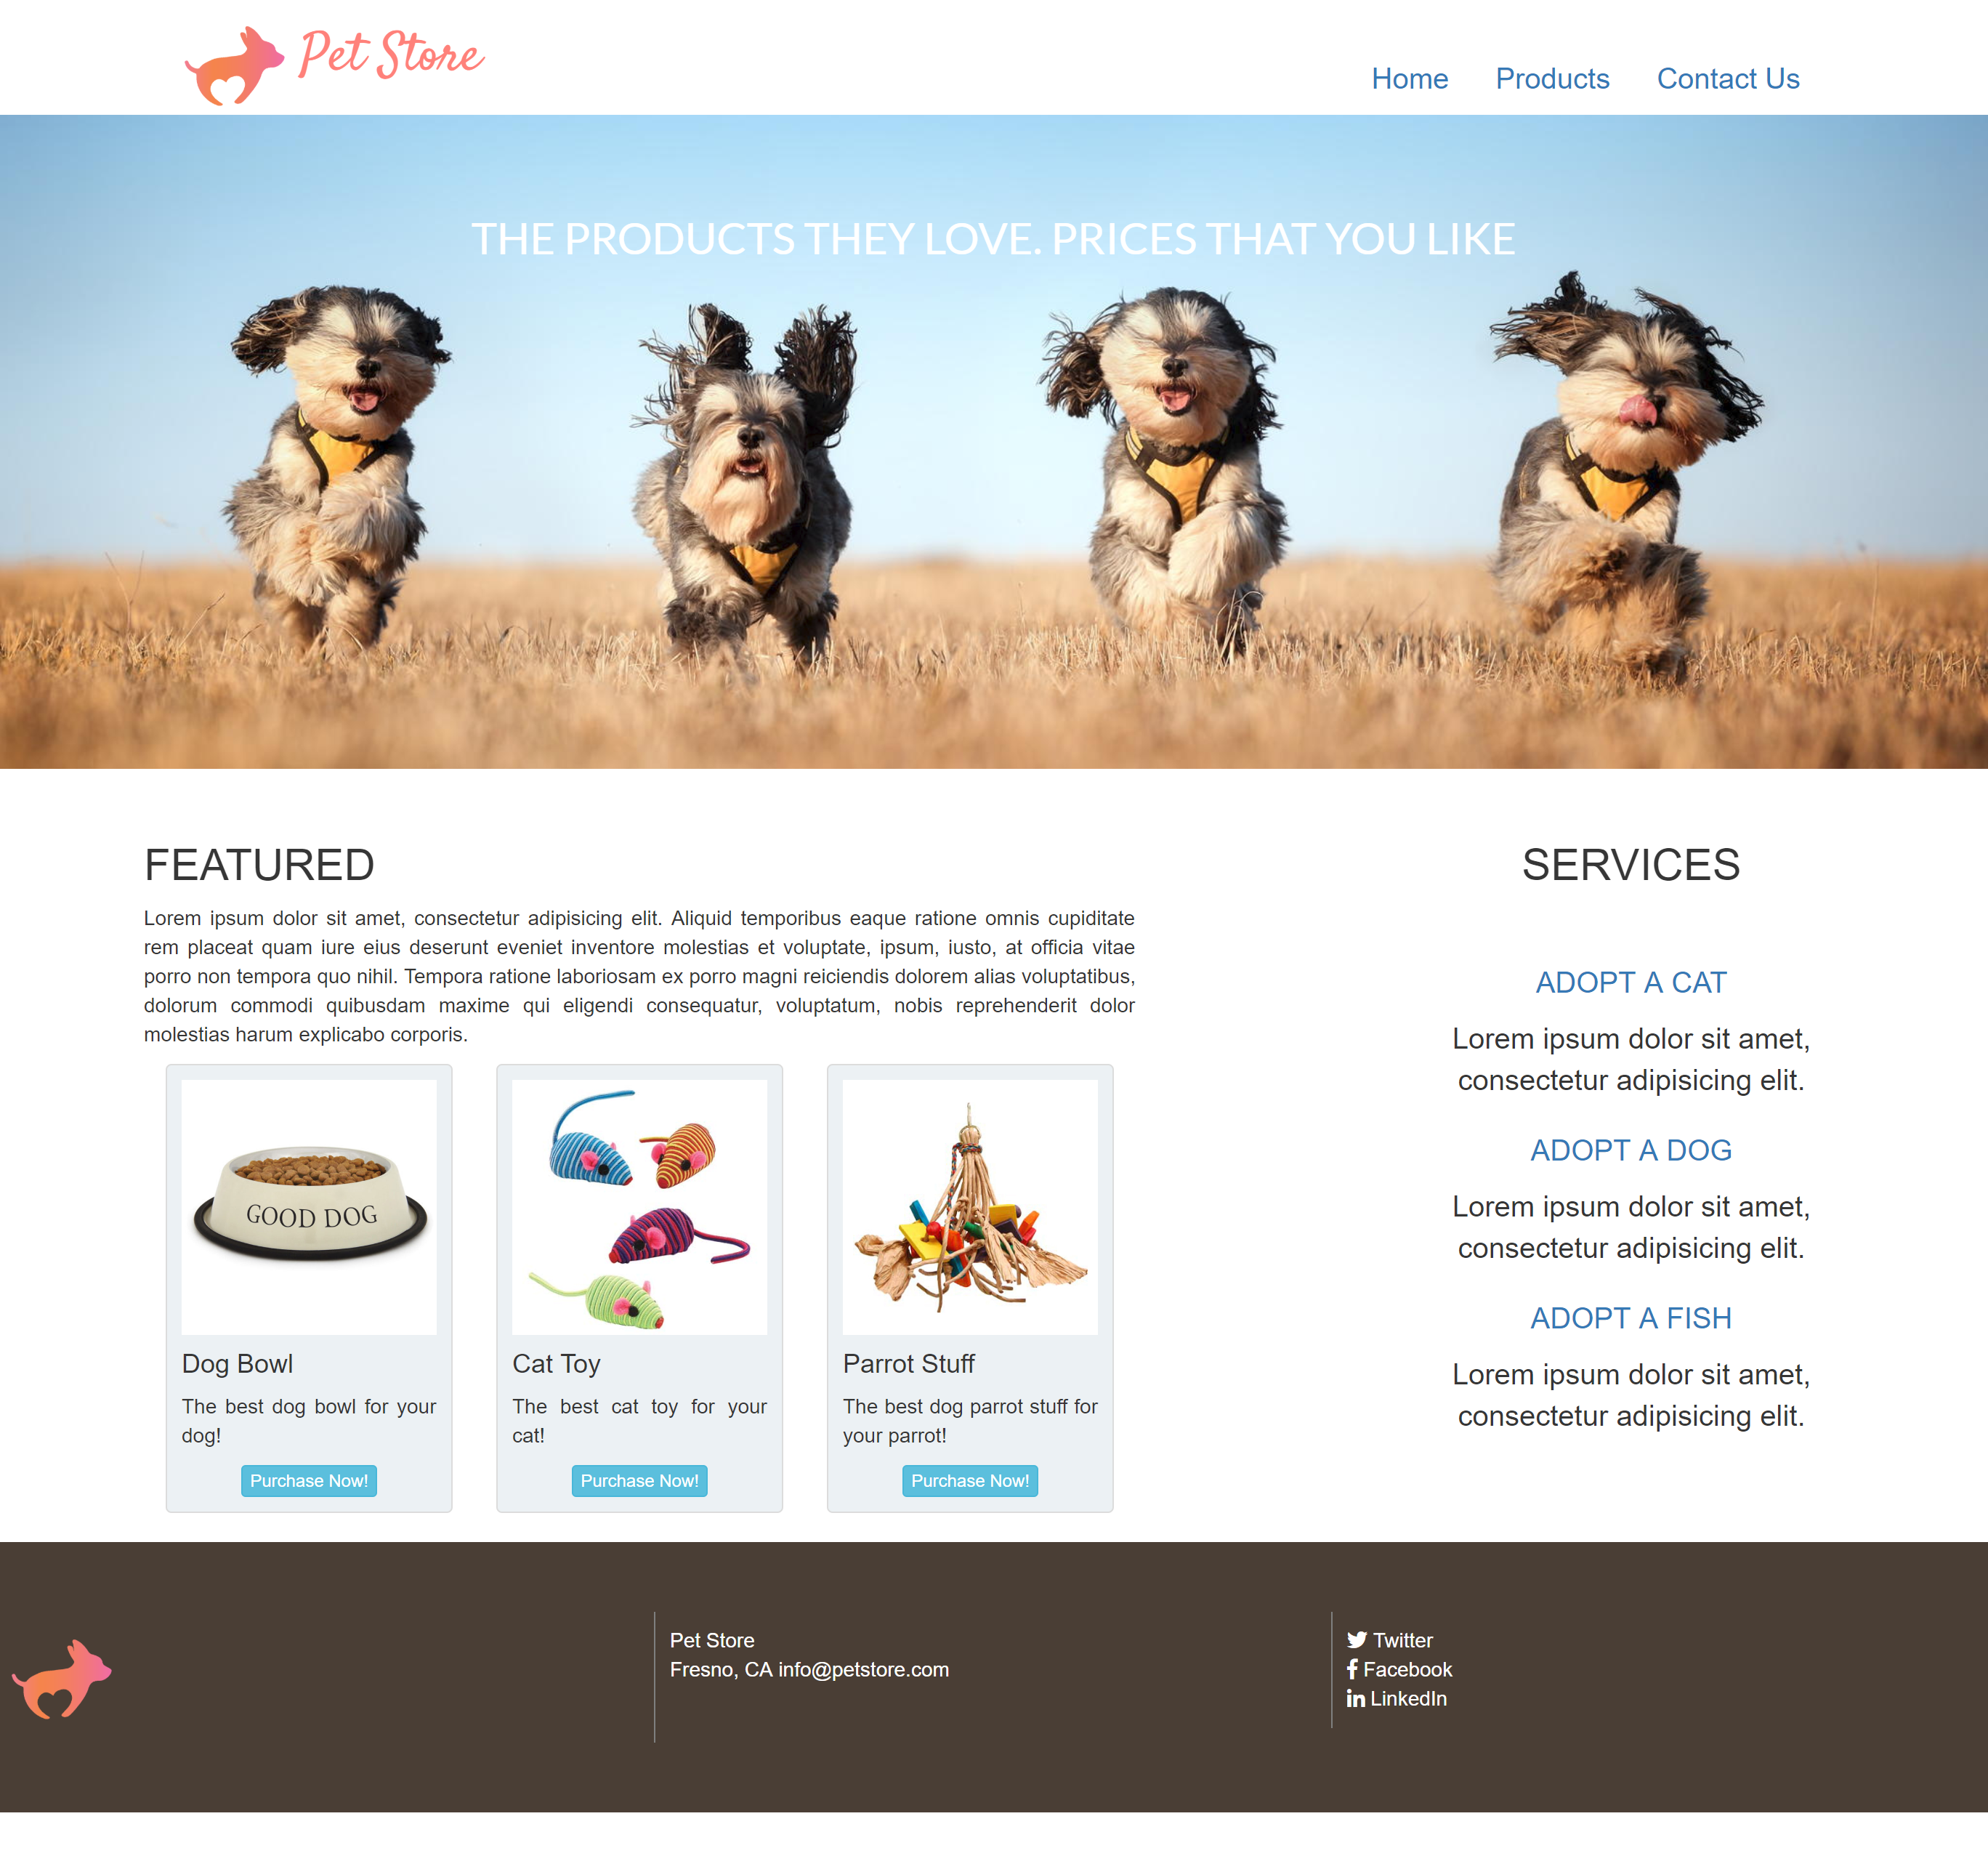 Pet Store
Home Products Contact Us
THE PRODUCTS THEY LOVE. PRICES THAT YOU LIKE
FEATURED
Lorem ipsum dolor sit amet, consectetur adipisicing elit. Aliquid temporibus eaque ratione omnis cupiditate
rem placeat quam iure eius deserunt eveniet inventore molestias et voluptate, ipsum, iusto, at officia vitae
porro non tempora quo nihil. Tempora ratione laboriosam ex porro magni reiciendis dolorem alias voluptatibus,
dolorum commodi quibusdam maxime qui eligendi consequatur, voluptatum, nobis reprehenderit dolor
molestias harum explicabo corporis.
GOOD DOG
Dog Bowl
The best dog bowl for your
dog!
Purchase Now!
Cat Toy
The best cat toy for your
cat!
Purchase Now!
Parrot Stuff
The best dog parrot stuff for
your parrot!
Purchase Now!
SERVICES
ADOPT A CAT
Lorem ipsum dolor sit amet,
consectetur adipisicing elit.
ADOPT A DOG
Lorem ipsum dolor sit amet,
consectetur adipisicing elit.
ADOPT A FISH
Lorem ipsum dolor sit amet,
consectetur adipisicing elit.
Pet Store
Fresno, CA info@petstore.com
Twitter
Facebook
LinkedIn